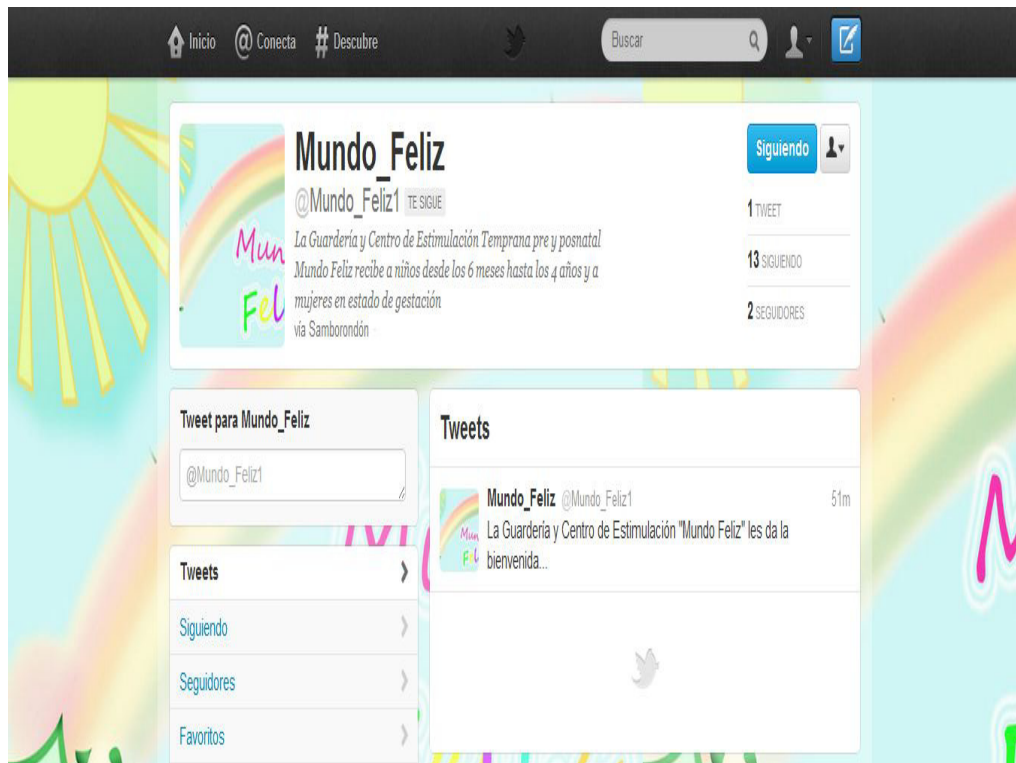 Inicio @ Conecta # Descubre Buscar
Mundo_Feliz
@Mundo_Feliz1 TE SIGUE
La Guardería y Centro de Estimulación Temprana pre y posnatal
Mundo Feliz recibe a niños desde los 6 meses hasta los 4 años y a
mujeres en estado de gestación
vía Samborondón
Siguiendo
1 TWEET
13 SIGUIENDO
2 SEGUIDORES
Tweet para Mundo_Feliz
@Mundo_Feliz1
Tweets
Siguiendo
Seguidores
Favoritos
Tweets
Mundo_Feliz @Mundo_Feliz1 51m
La Guardería y Centro de Estimulación "Mundo Feliz" les da la
bienvenida...